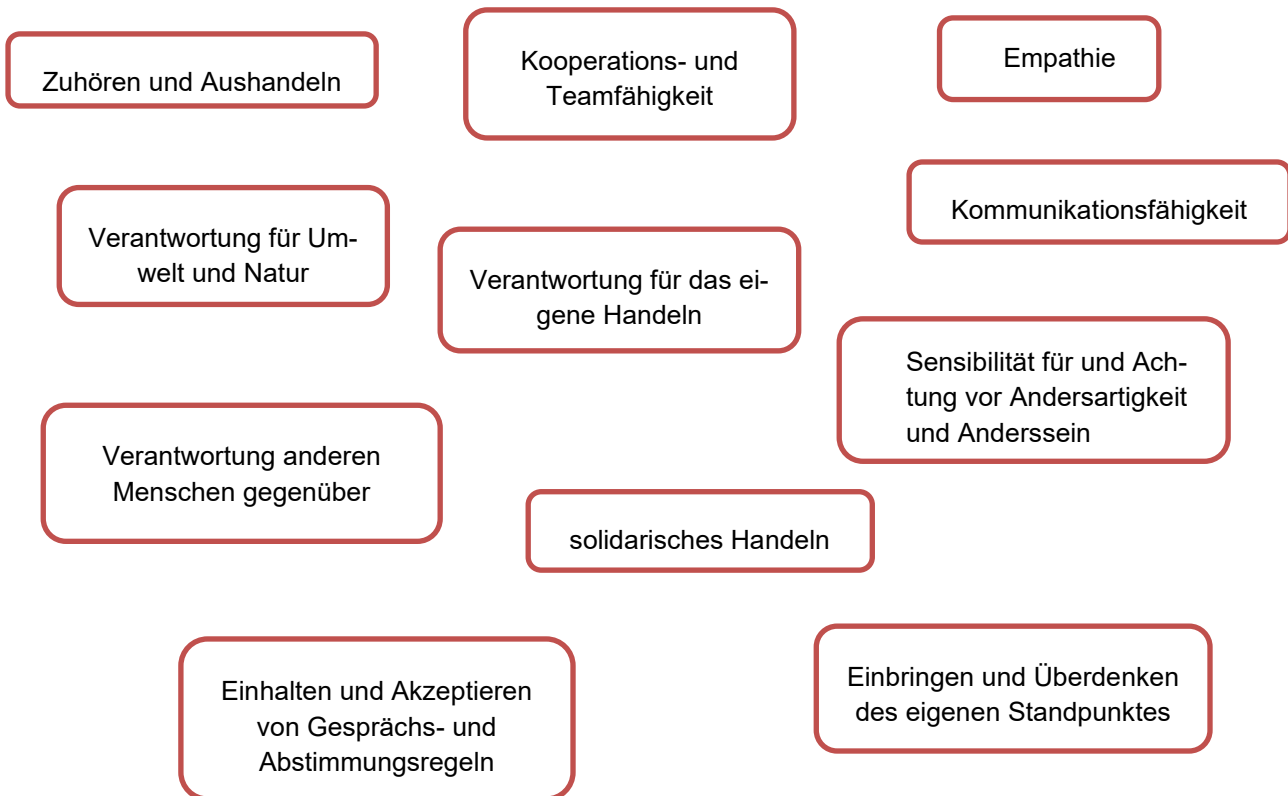 Zuhören und Aushandeln
Kooperations- und
Teamfähigkeit
Empathie
Verantwortung für Um-
welt und Natur
Kommunikationsfähigkeit
Verantwortung für das ei-
gene Handeln
Sensibilität für und Ach-
tung vor Andersartigkeit
und Anderssein
Verantwortung anderen
Menschen gegenüber
solidarisches Handeln
Einhalten und Akzeptieren
von Gesprächs- und
Abstimmungsregeln
Einbringen und Überdenken
des eigenen Standpunktes